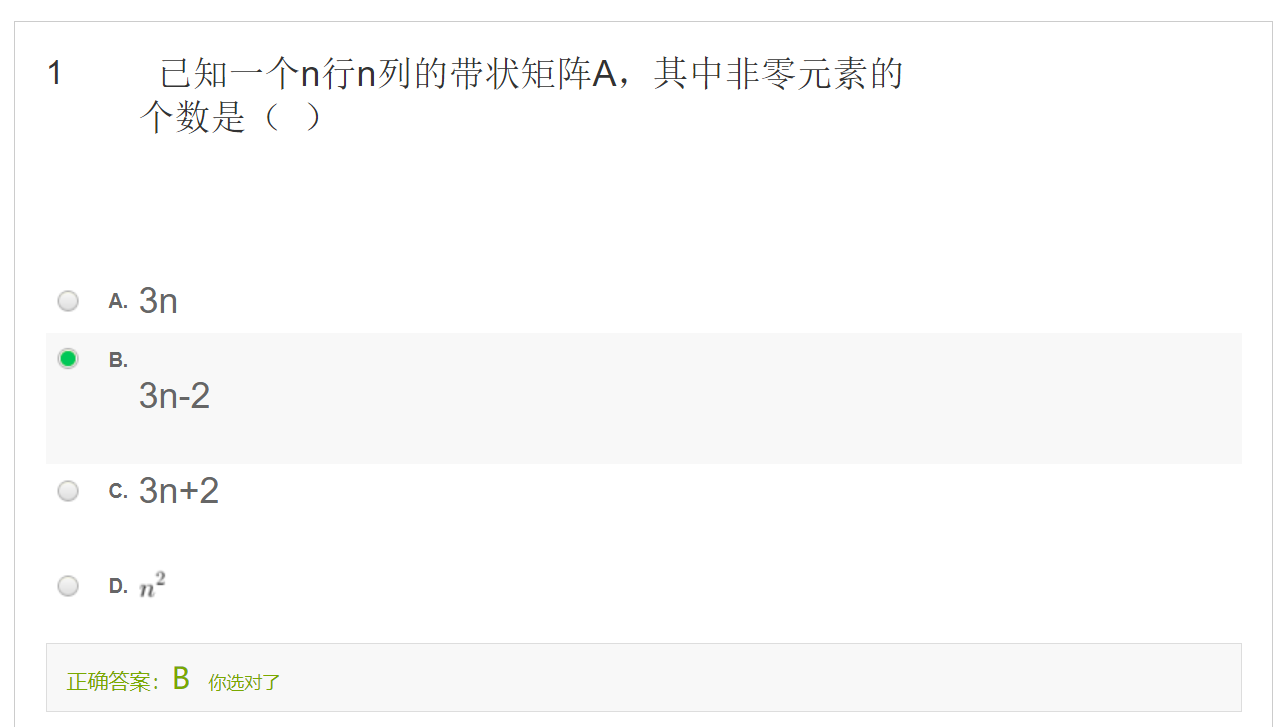 1 已知一个n行n列的带状矩阵A，其中非零元素的
个数是（ ）
A. 3n
B.
3n-2
C. 3n+2
D. n²
正确答案：B 你选对了